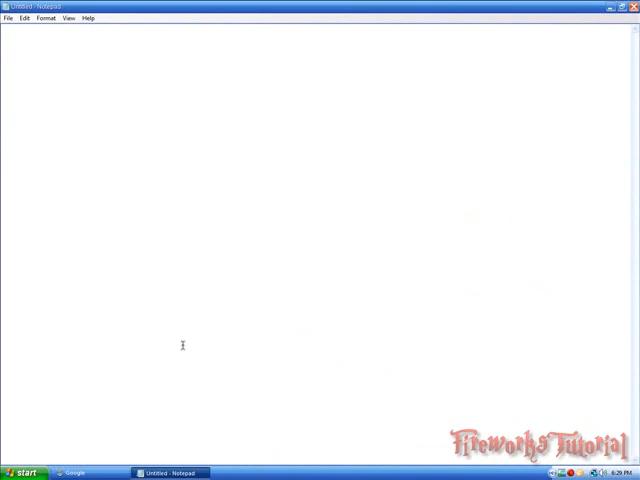 Untitled - Notepad
File Edit Format View Help
Fireworks Tutorial
start Google Untitled - Notepad 6:29 PM